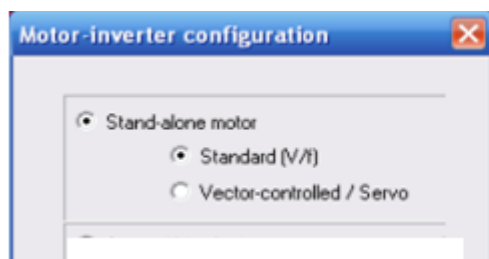 Motor-inverter configuration
Stand-alone motor
Standard (V/f)
Vector-controlled / Servo